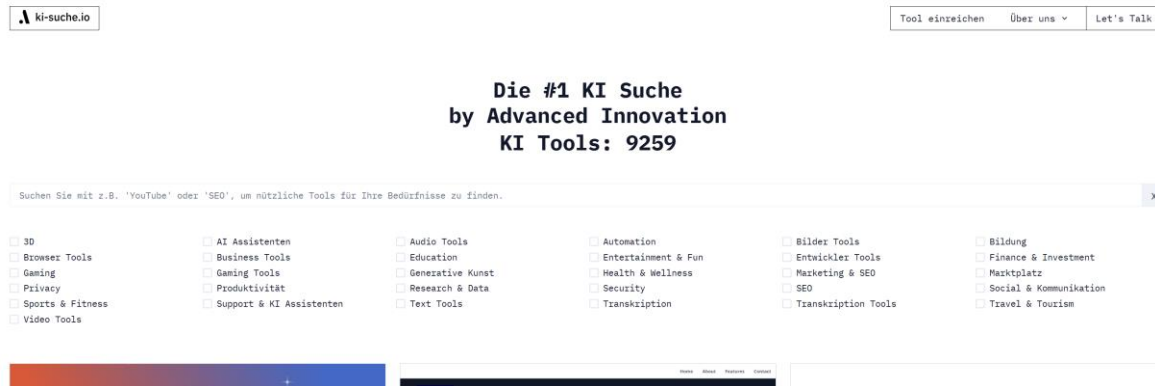 ki-suche.io
Tool einreichen Über uns Let's Talk
Die #1 KI Suche
by Advanced Innovation
KI Tools: 9259
Suchen Sie mit z.B. 'YouTube' oder 'SEO', um nützliche Tools für Ihre Bedürfnisse zu finden.
X
3D AI Assistenten Audio Tools Automation Bilder Tools Bildung
Browser Tools Business Tools Education Entertainment & Fun Entwickler Tools Finance & Investment
Gaming Gaming Tools Generative Kunst Health & Wellness Marketing & SEO Marktplatz
Privacy Produktivität Research & Data Security SEO Social & Kommunikation
Sports & Fitness Support & KI Assistenten Text Tools Transkription Transkription Tools Travel & Tourism
Video Tools
Home About Features Contact